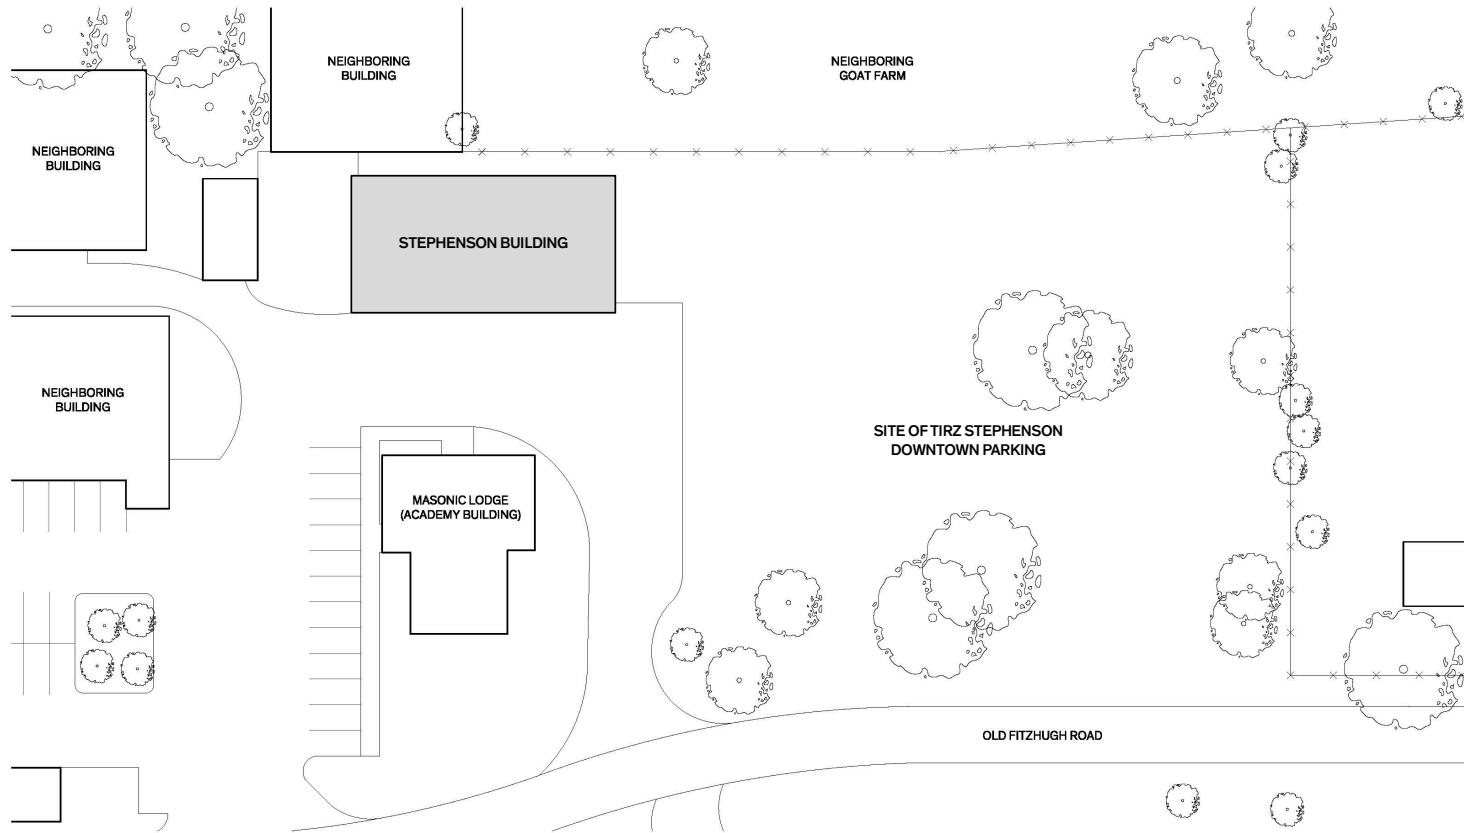 NEIGHBORING
BUILDING
NEIGHBORING
GOAT FARM
NEIGHBORING
BUILDING
STEPHENSON BUILDING
NEIGHBORING
BUILDING
SITE OF TIRZ STEPHENSON
DOWNTOWN PARKING
MASONIC LODGE
(ACADEMY BUILDING)
OLD FITZHUGH ROAD